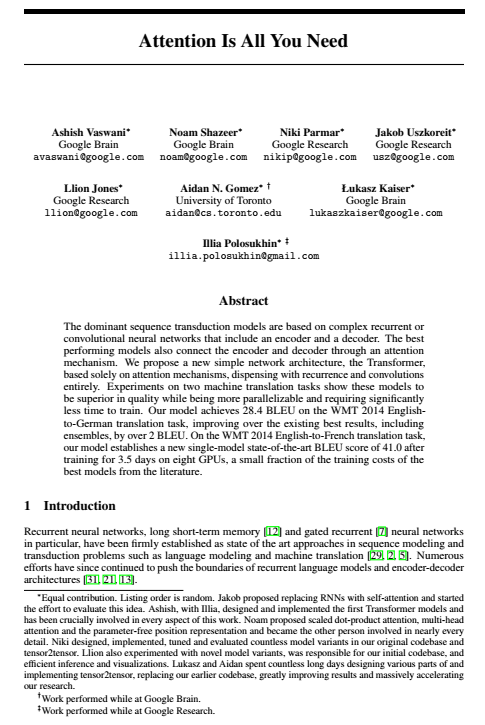 Attention Is All You Need
Ashish Vaswani* Noam Shazeer* Niki Parmar* Jakob Uszkoreit*
Google Brain Google Brain Google Research Google Research
avaswani@google.com noam@google.com nikip@google.com usz@google.com
Llion Jones* Aidan N. Gomez* † Łukasz Kaiser*
Google Research University of Toronto Google Brain
llion@google.com aidan@cs.toronto.edu lukaszkaiser@google.com
Illia Polosukhin* ‡
illia.polosukhin@gmail.com
Abstract
The dominant sequence transduction models are based on complex recurrent or
convolutional neural networks that include an encoder and a decoder. The best
performing models also connect the encoder and decoder through an attention
mechanism. We propose a new simple network architecture, the Transformer,
based solely on attention mechanisms, dispensing with recurrence and convolutions
entirely. Experiments on two machine translation tasks show these models to
be superior in quality while being more parallelizable and requiring significantly
less time to train. Our model achieves 28.4 BLEU on the WMT 2014 English-
to-German translation task, improving over the existing best results, including
ensembles, by over 2 BLEU. On the WMT 2014 English-to-French translation task,
our model establishes a new single-model state-of-the-art BLEU score of 41.0 after
training for 3.5 days on eight GPUs, a small fraction of the training costs of the
best models from the literature.
1 Introduction
Recurrent neural networks, long short-term memory [12] and gated recurrent [7] neural networks
in particular, have been firmly established as state of the art approaches in sequence modeling and
transduction problems such as language modeling and machine translation [29, 2, 5]. Numerous
efforts have since continued to push the boundaries of recurrent language models and encoder-decoder
architectures [31, 21, 13].
*Equal contribution. Listing order is random. Jakob proposed replacing RNNs with self-attention and started
the effort to evaluate this idea. Ashish, with Illia, designed and implemented the first Transformer models and
has been crucially involved in every aspect of this work. Noam proposed scaled dot-product attention, multi-head
attention and the parameter-free position representation and became the other person involved in nearly every
detail. Niki designed, implemented, tuned and evaluated countless model variants in our original codebase and
tensor2tensor. Llion also experimented with novel model variants, was responsible for our initial codebase, and
efficient inference and visualizations. Lukasz and Aidan spent countless long days designing various parts of and
implementing tensor2tensor, replacing our earlier codebase, greatly improving results and massively accelerating
our research.
†Work performed while at Google Brain.
‡Work performed while at Google Research.